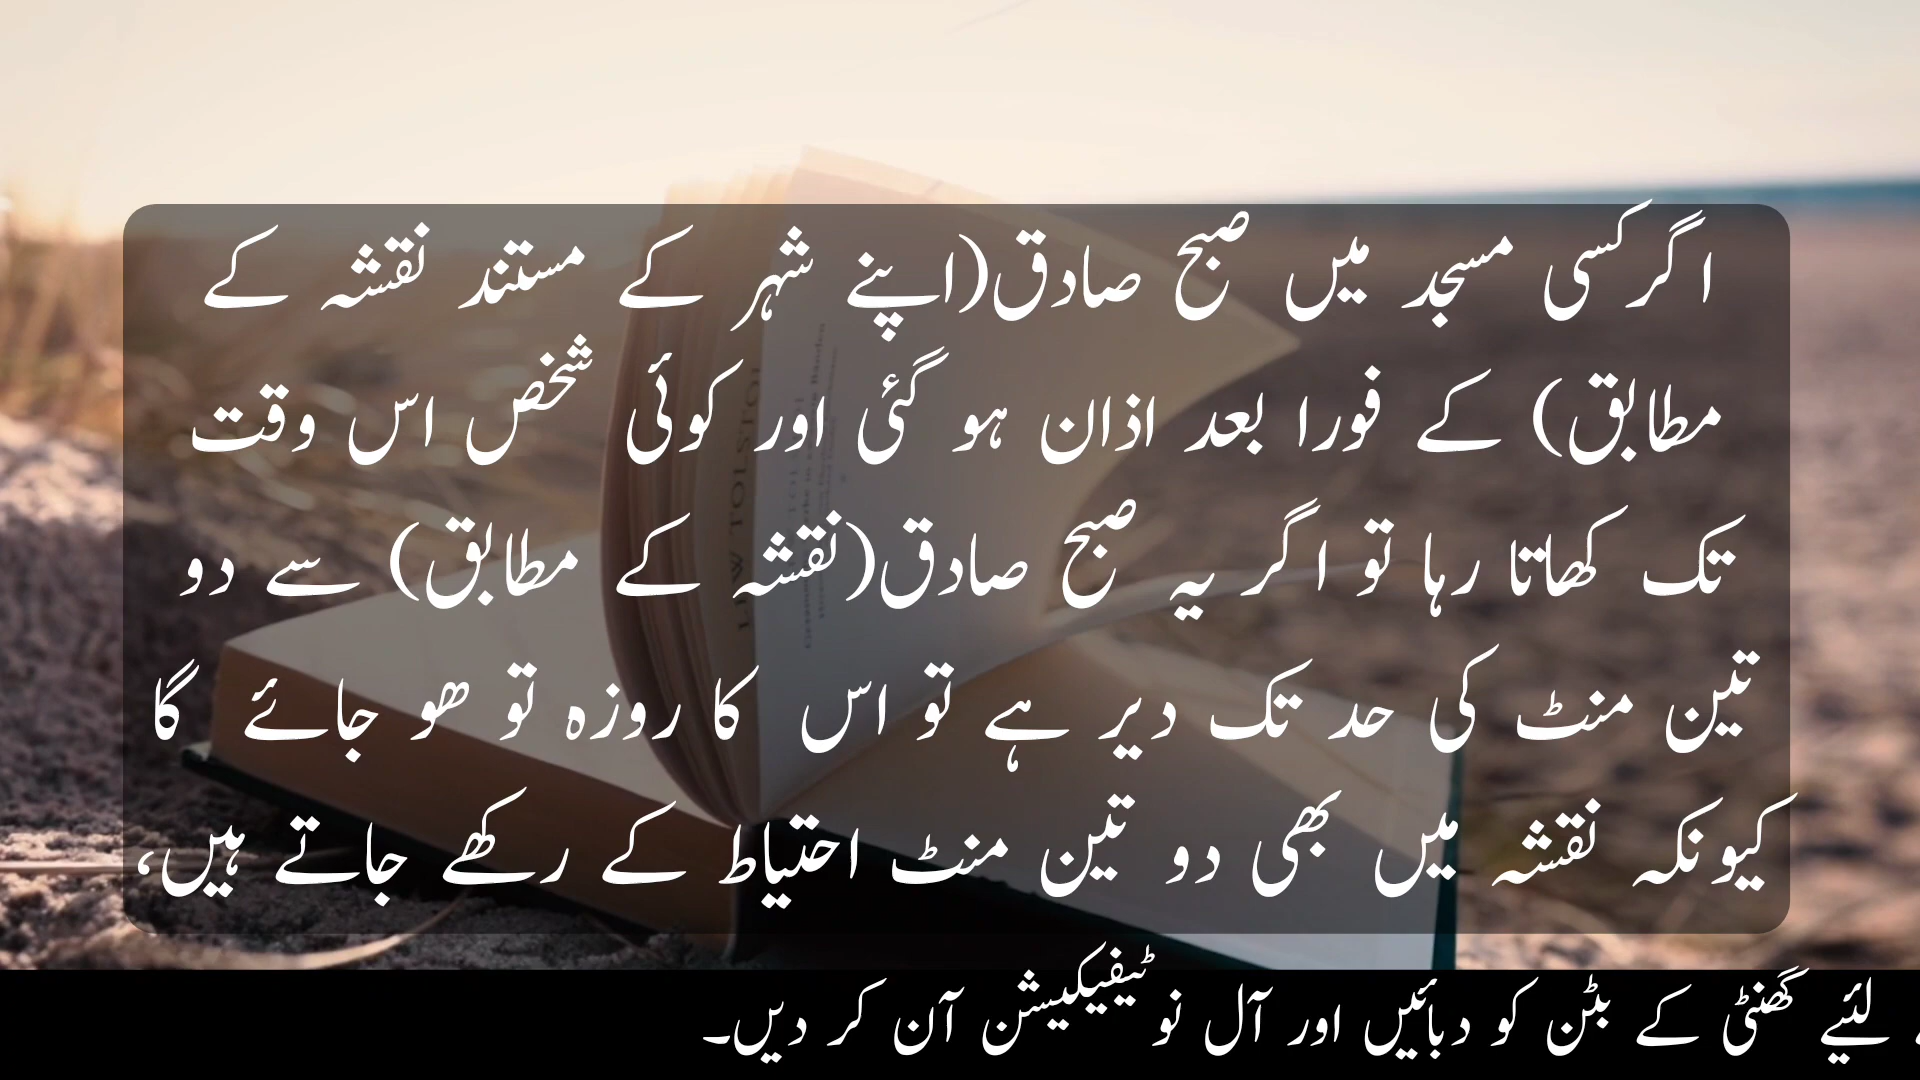 اگر کسی مسجد میں صبح صادق(اپنے شہر کے مستند نقشہ کے
مطابق) کے فورا بعد اذان ہو گئی اور کوئی شخص اس وقت
تک کھاتا رہا تو اگر یہ صبح صادق(نقشہ کے مطابق) سے دو
تین منٹ کی حد تک دیر ہے تو اس کا روزہ تو ھو جائے گا
کیونکہ نقشہ میں بھی دو تین منٹ احتیاط کے رکھے جاتے ہیں،
لئیے گھنٹی کے بٹن کو دبائیں اور آل نوٹیفیکیشن آن کر دیں۔